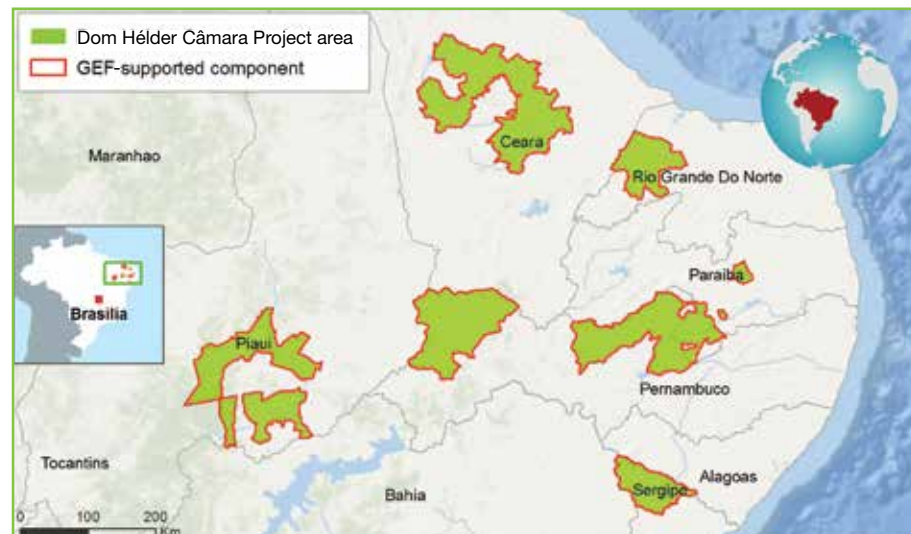 Dom Hélder Câmara Project area
GEF-supported component
Maranhao
Ceara
Rio Grande Do Norte
Paraiba
Brasilia
Piaui
Pernambuco
Tocantins
Bahia
Alagoas
Sergipe
0 100 200
Km